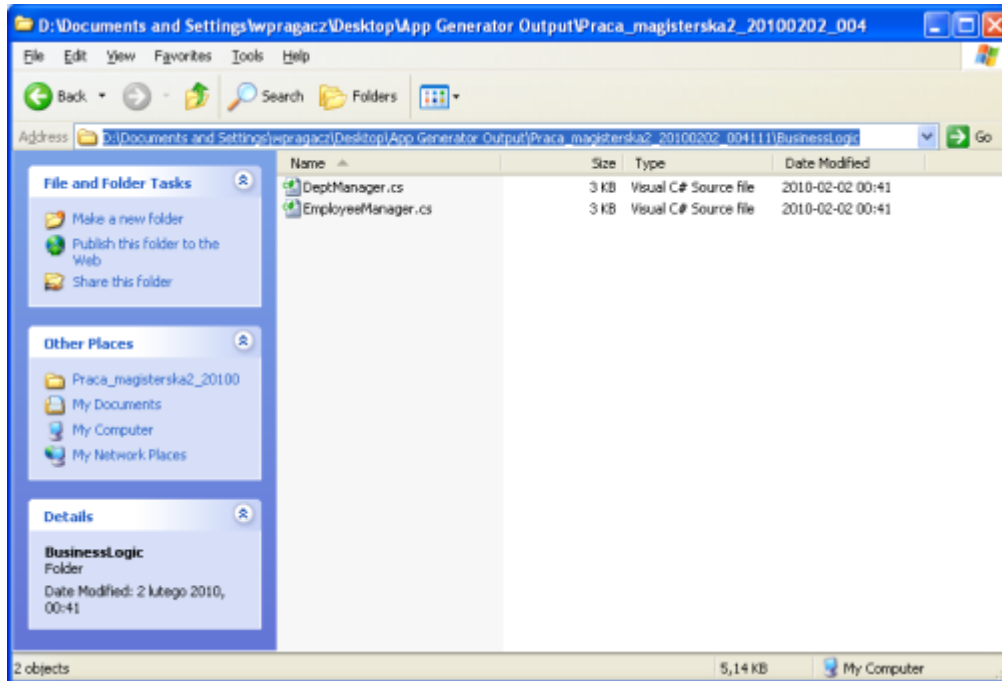 D:\Documents and Settings\wpragacz\Desktop\App Generator Output\Praca_magisterska2_20100202_004
File Edit View Favorites Tools Help
Back Search Folders
Address D:\Documents and Settings\wpragacz\Desktop\App Generator Output\Praca_magisterska2_20100202_004111\BusinessLogic Go
Name Size Type Date Modified
DeptManager.cs 3 KB Visual C# Source file 2010-02-02 00:41
EmployeeManager.cs 3 KB Visual C# Source file 2010-02-02 00:41
File and Folder Tasks
Make a new folder
Publish this folder to the
Web
Share this folder
Other Places
Praca_magisterska2_20100
My Documents
My Computer
My Network Places
Details
BusinessLogic
Folder
Date Modified: 2 lutego 2010,
00:41
2 objects 5,14 KB My Computer